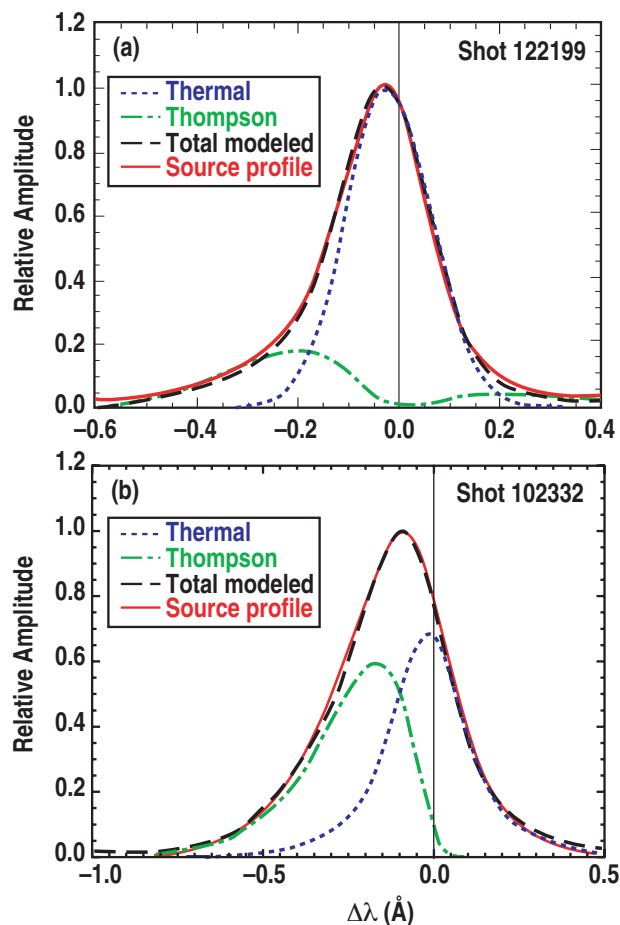 (a)
Shot 122199
Thermal
Thompson
Total modeled
Source profile
Relative Amplitude
1.2
1.0
0.8
0.6
0.4
0.2
0.0
–0.6
–0.4
–0.2
0.0
0.2
0.4
(b)
Shot 102332
Thermal
Thompson
Total modeled
Source profile
Relative Amplitude
1.2
1.0
0.8
0.6
0.4
0.2
0.0
–1.0
–0.5
0.0
0.5
Δλ (Å)